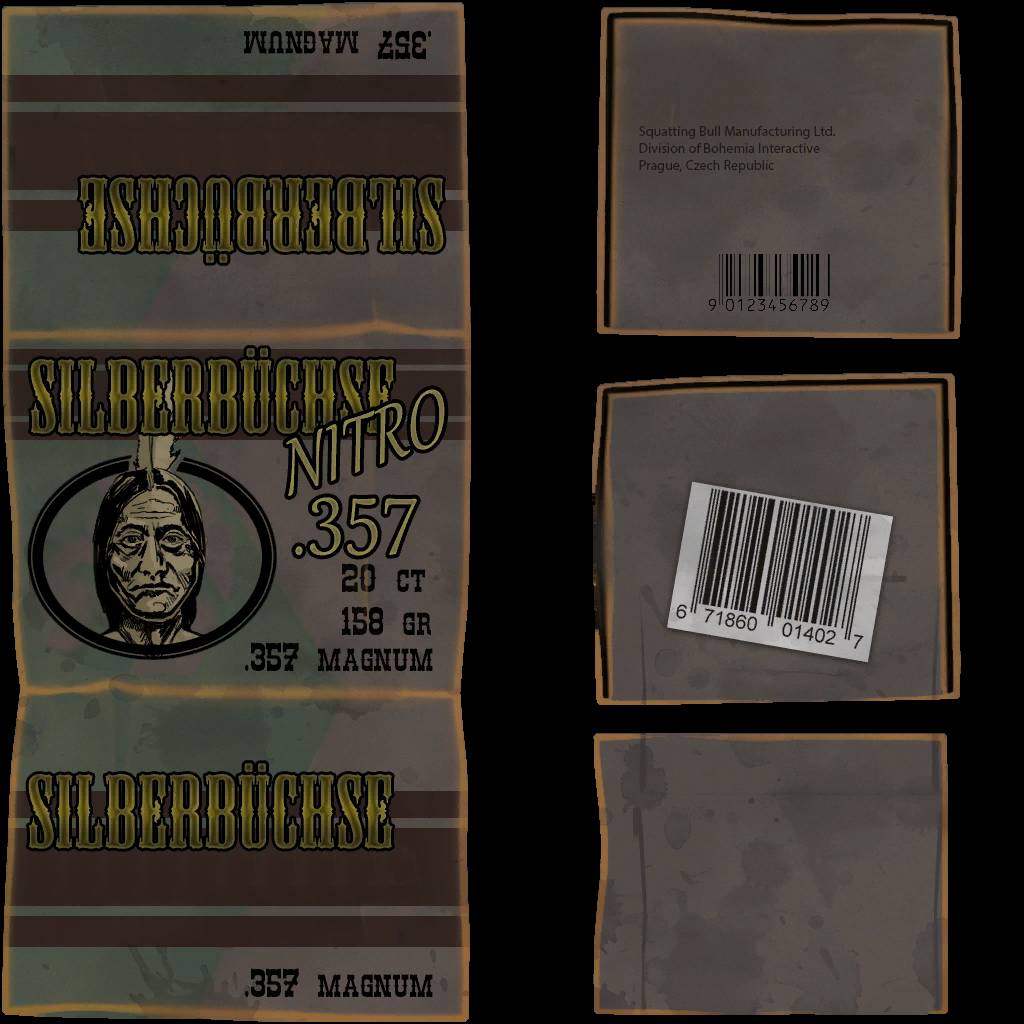 .357 MAGNUM
SILBERBÜCHSE
SILBERBÜCHSE
NITRO
.357
20 CT
158 GR
.357 MAGNUM
SILBERBÜCHSE
.357 MAGNUM
Squatting Bull Manufacturing Ltd.
Division of Bohemia Interactive
Prague, Czech Republic
9 0123456789
6 71860 01402 7